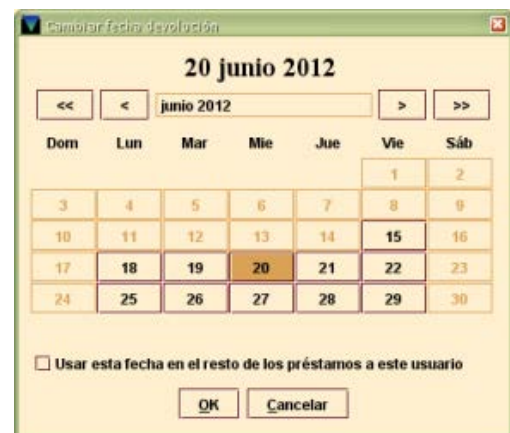 Cambiar fecha devolución
20 junio 2012
<< < junio 2012 > >>
Dom Lun Mar Mie Jue Vie Sáb
1 2
3 4 5 6 7 8 9
10 11 12 13 14 15 16
17 18 19 20 21 22 23
24 25 26 27 28 29 30
Usar esta fecha en el resto de los préstamos a este usuario
OK Cancelar